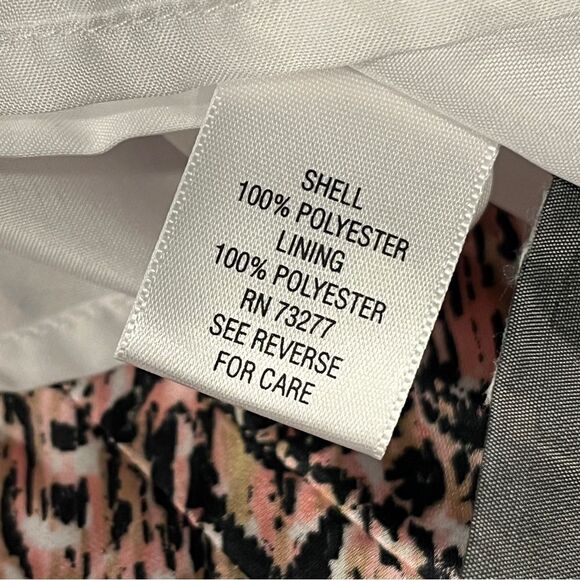 SHELL
100% POLYESTER
LINING
100% POLYESTER
RN 73277
SEE REVERSE
FOR CARE